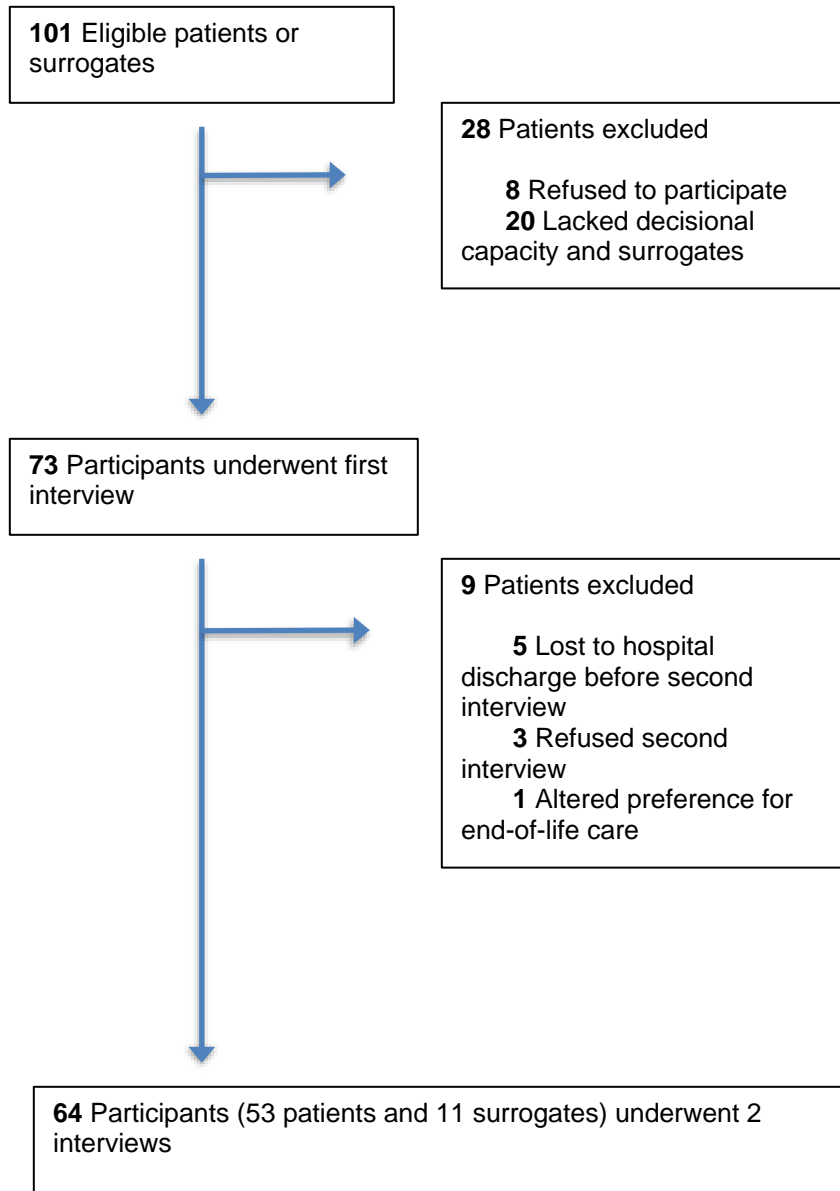 101 Eligible patients or
surrogates
28 Patients excluded
8 Refused to participate
20 Lacked decisional
capacity and surrogates
73 Participants underwent first
interview
9 Patients excluded
5 Lost to hospital
discharge before second
interview
3 Refused second
interview
1 Altered preference for
end-of-life care
64 Participants (53 patients and 11 surrogates) underwent 2
interviews